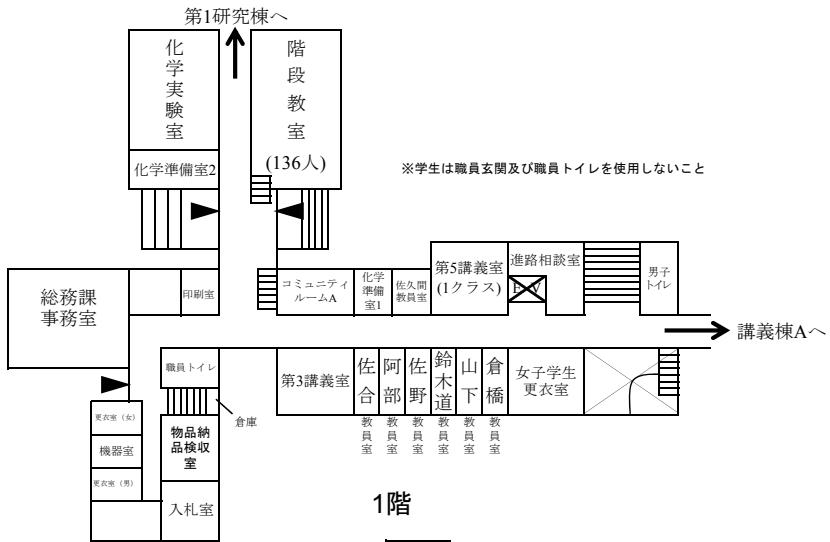 第1研究棟へ
化学実験室
階段教室
(136人)
化学準備室2
※学生は職員玄関及び職員トイレを使用しないこと
総務課
事務室
印刷室
コミュニティ
ルームA
化学
準備
室1
佐久間
教員室
第5講義室
(1クラス)
進路相談室
EV
男子
トイレ
講義棟Aへ
職員トイレ
第3講義室
佐合
教員室
阿部
教員室
佐野
教員室
鈴木道
教員室
山下
教員室
倉橋
教員室
女子学生
更衣室
倉庫
更衣室（女）
機器室
更衣室（男）
物品納
品検収
室
入札室
1階